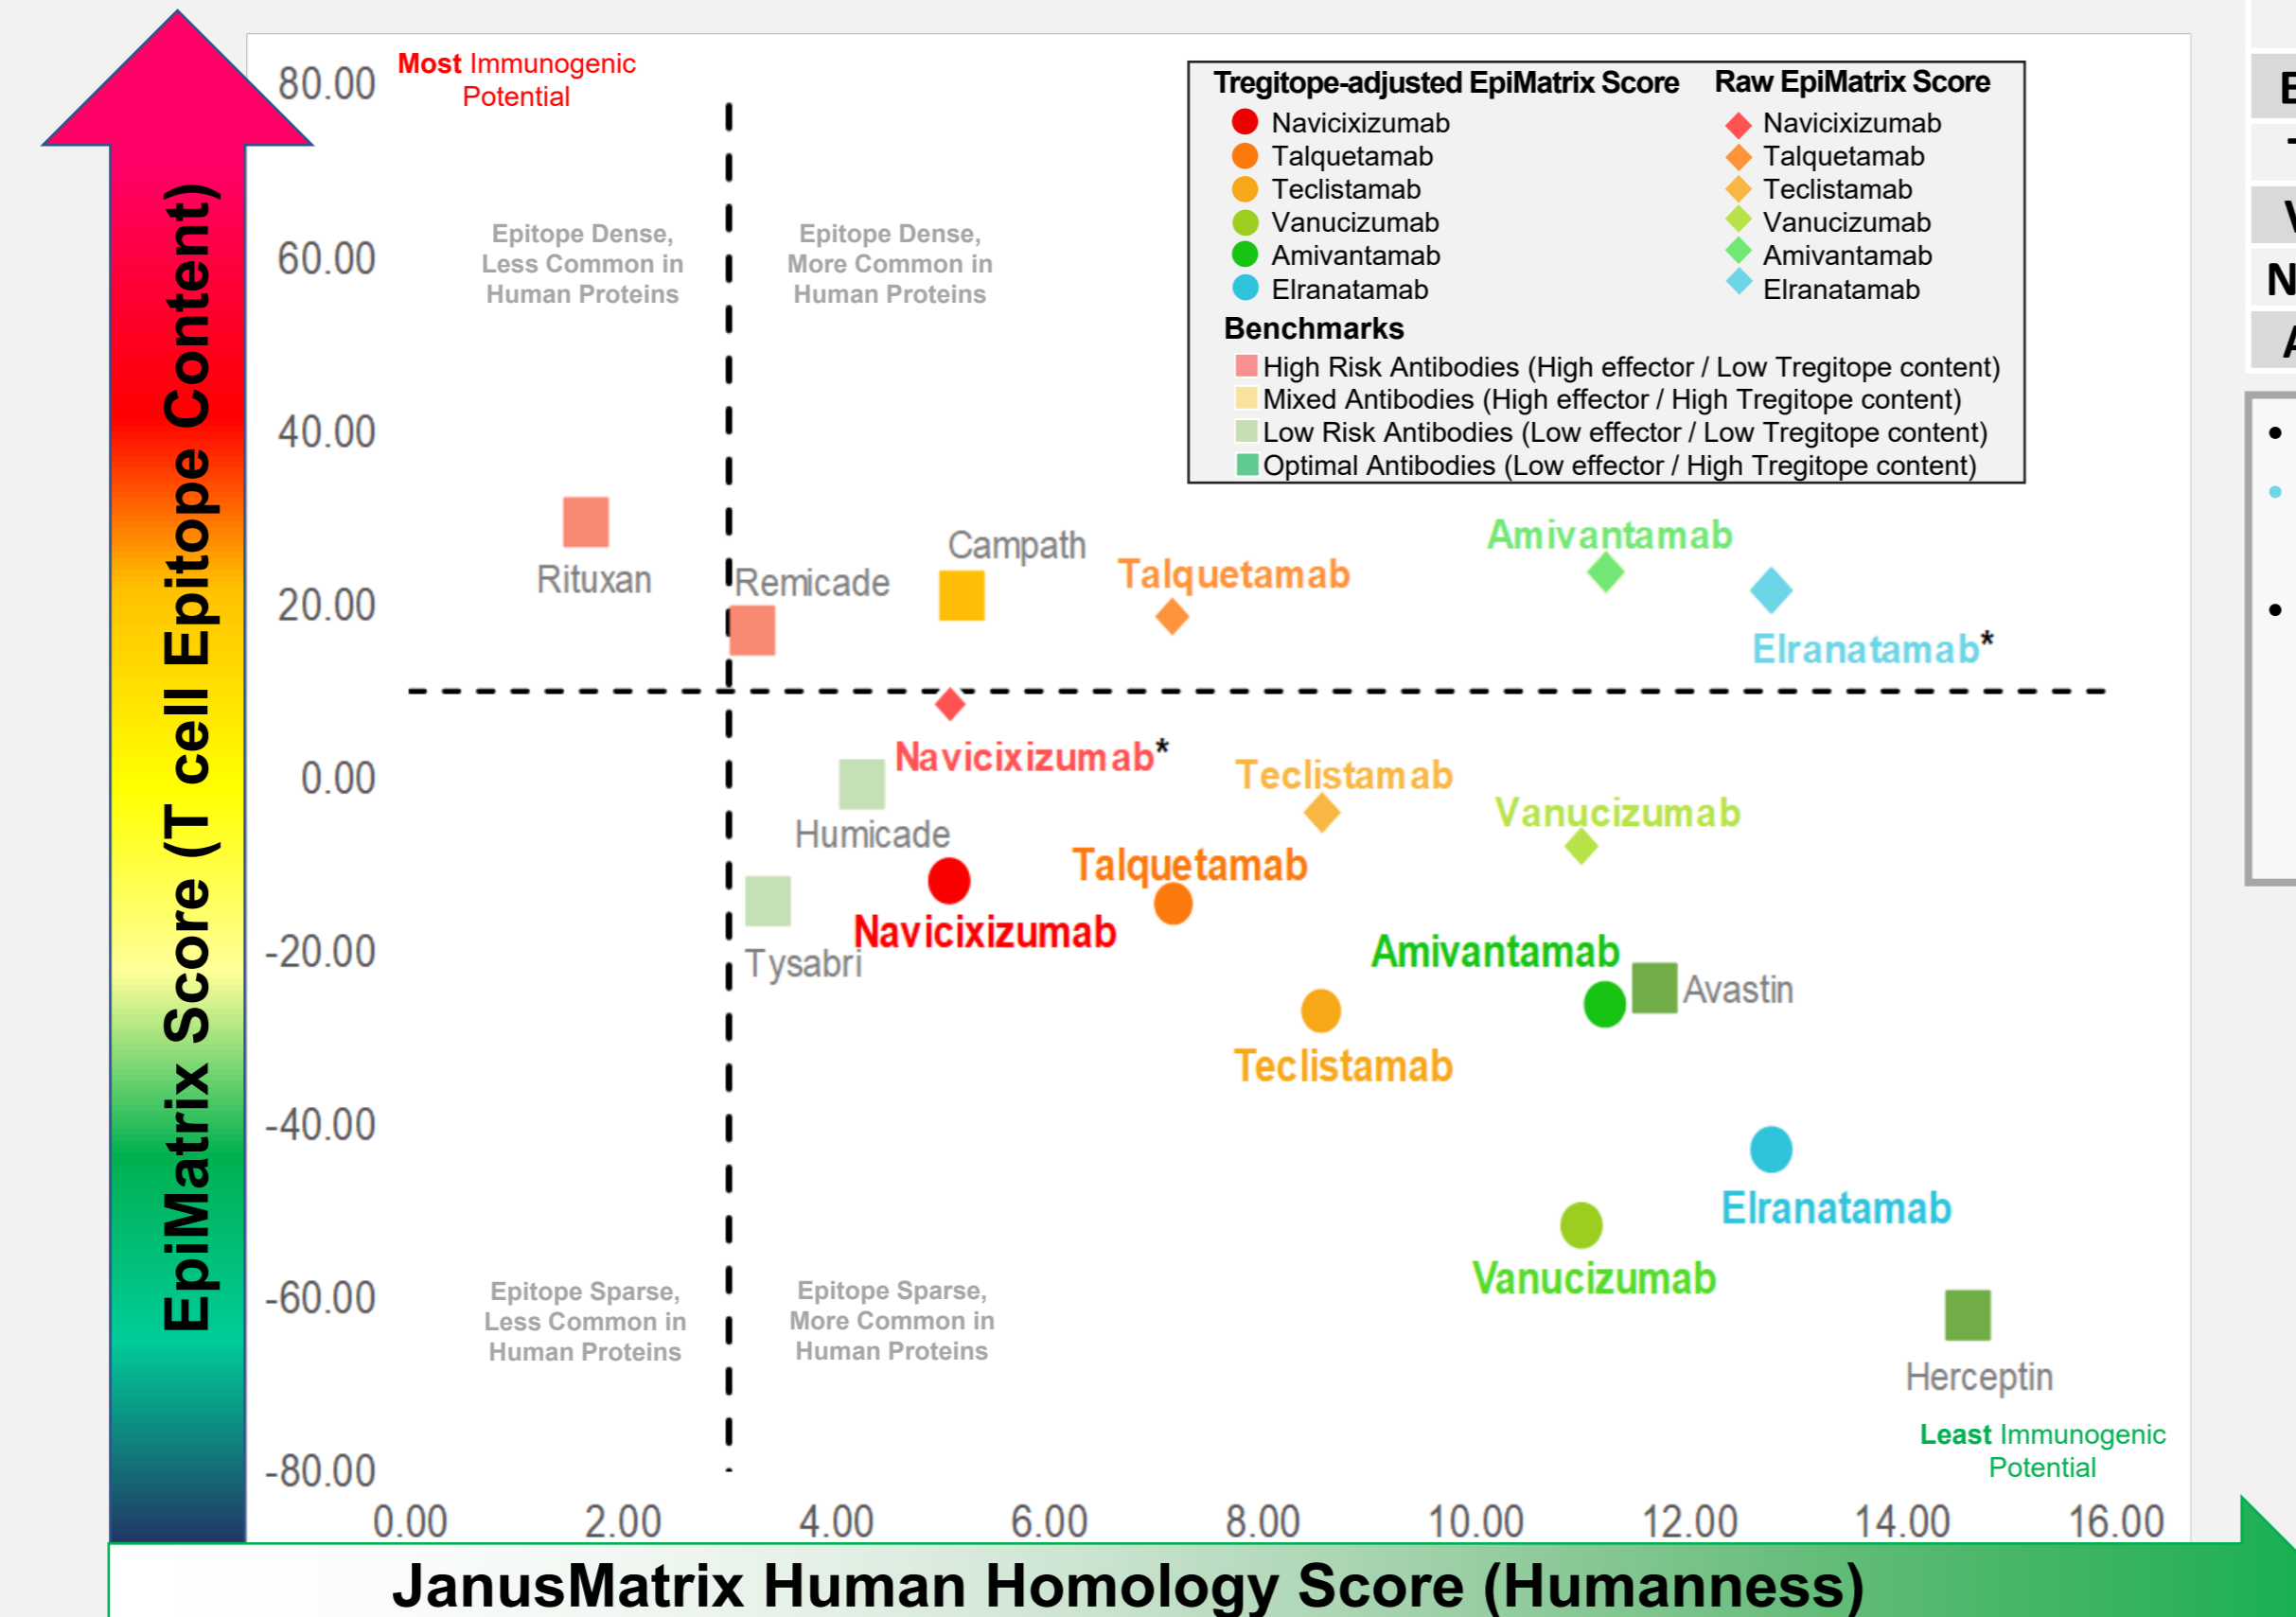 Most Immunogenic
Potential
80.00
60.00
40.00
20.00
0.00
-20.00
-40.00
-60.00
-80.00
EpiMatrix Score (T cell Epitope Content)
Epitope Dense,
Less Common in
Human Proteins
Epitope Dense,
More Common in
Human Proteins
Tregitope-adjusted EpiMatrix Score
Navicixizumab
Talquetamab
Teclistamab
Vanucizumab
Amivantamab
Elranatamab
Raw EpiMatrix Score
Navicixizumab
Talquetamab
Teclistamab
Vanucizumab
Amivantamab
Elranatamab
Benchmarks
High Risk Antibodies (High effector / Low Tregitope content)
Mixed Antibodies (High effector / High Tregitope content)
Low Risk Antibodies (Low effector / Low Tregitope content)
Optimal Antibodies (Low effector / High Tregitope content)
Rituxan
Remicade
Campath
Talquetamab
Amivantamab
Elranatamab*
Navicixizumab*
Humicade
Teclistamab
Vanucizumab
Talquetamab
Navicixizumab
Tysabri
Amivantamab
Avastin
Teclistamab
Elranatamab
Vanucizumab
Herceptin
Epitope Sparse,
Less Common in
Human Proteins
Epitope Sparse,
More Common in
Human Proteins
Least Immunogenic
Potential
0.00 2.00 4.00 6.00 8.00 10.00 12.00 14.00 16.00
JanusMatrix Human Homology Score (Humanness)